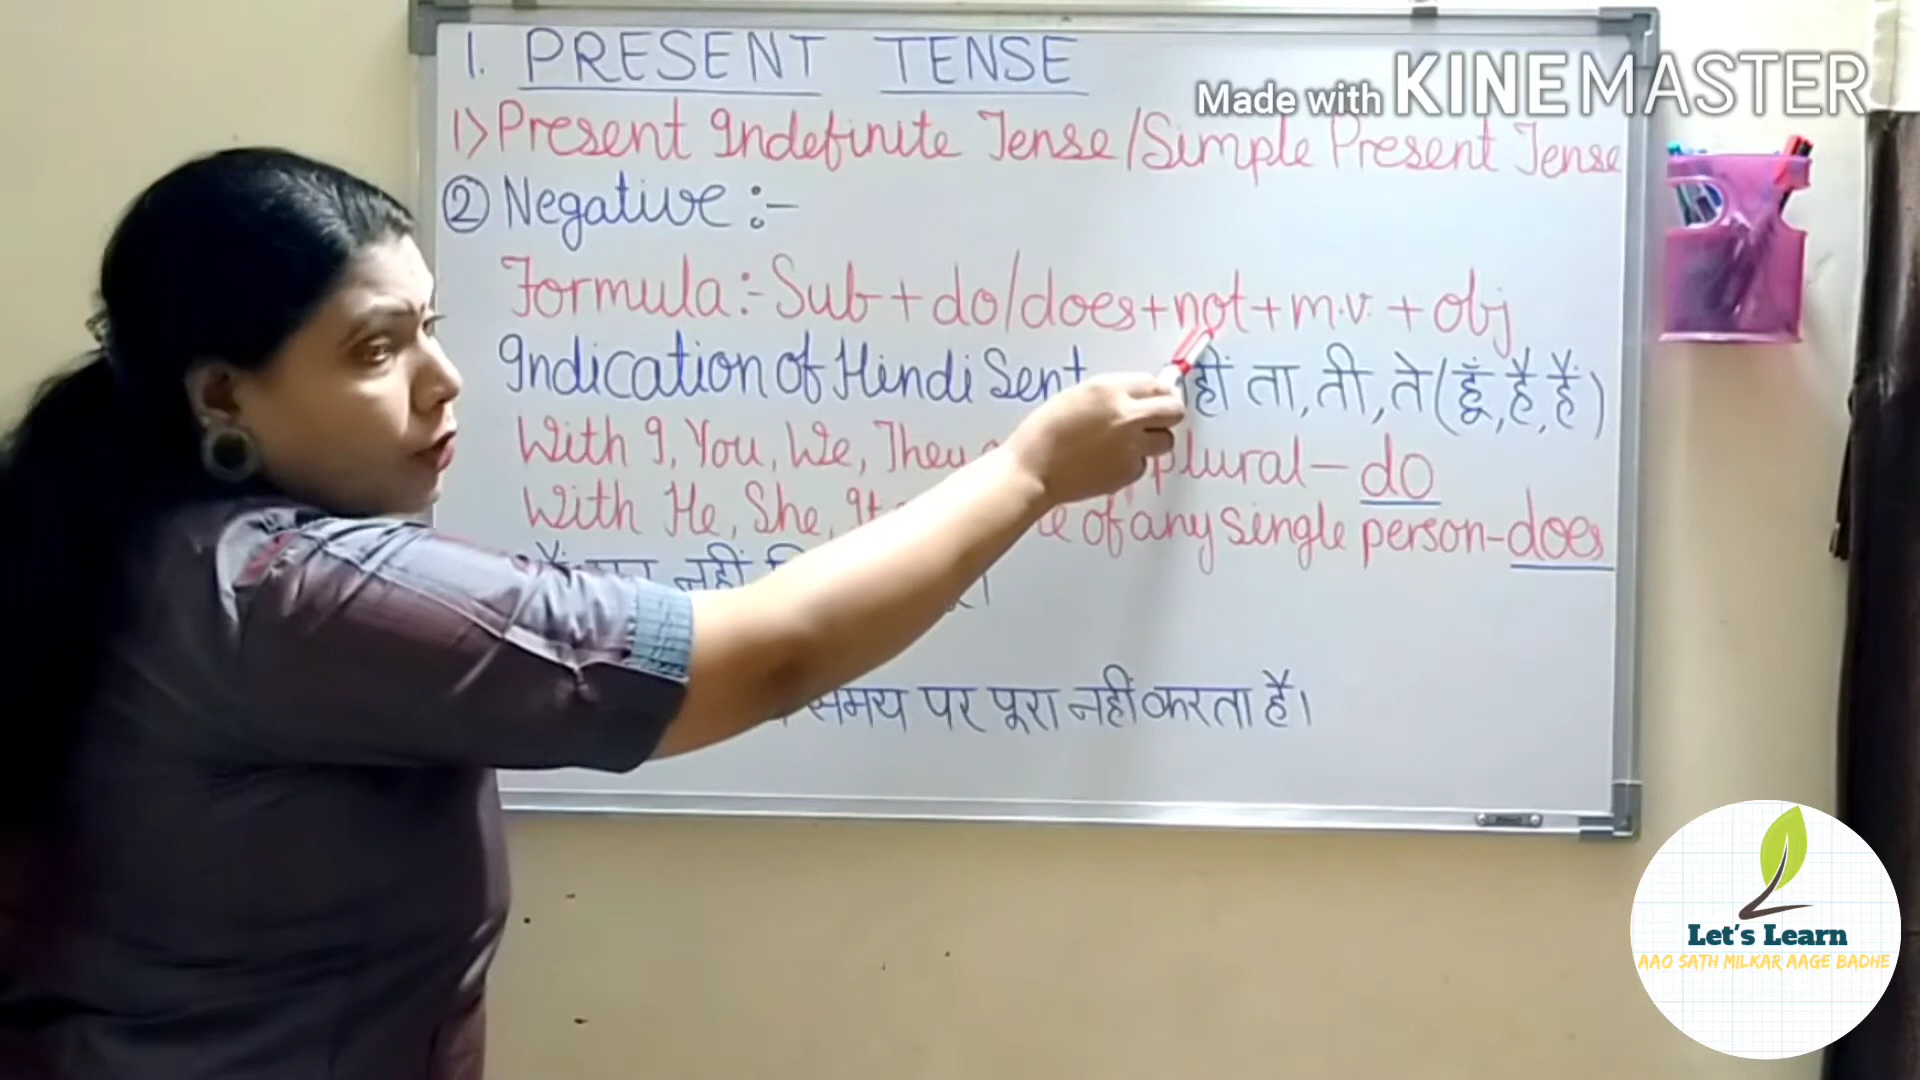 1. PRESENT TENSE
Made with KINEMASTER
1) Present Indefinite Tense/Simple Present Tense
② Negative :-
Formula :- Sub + do/does + not + m.v. + obj
Indication of Hindi Sent ता, ती, ते (हूँ, है, हैं)
With I, You, We, They plural - do
With He, She, It of any single person - does
नहीं
समय पर पूरा नहीं करता है।
Let's Learn
AAO SATH MILKAR AAGE BADHE